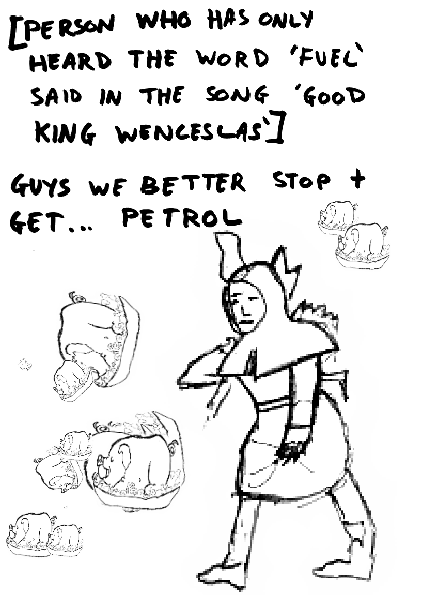 [PERSON WHO HAS ONLY
HEARD THE WORD 'FUEL'
SAID IN THE SONG 'GOOD
KING WENCESLAS']
GUYS WE BETTER STOP +
GET... PETROL